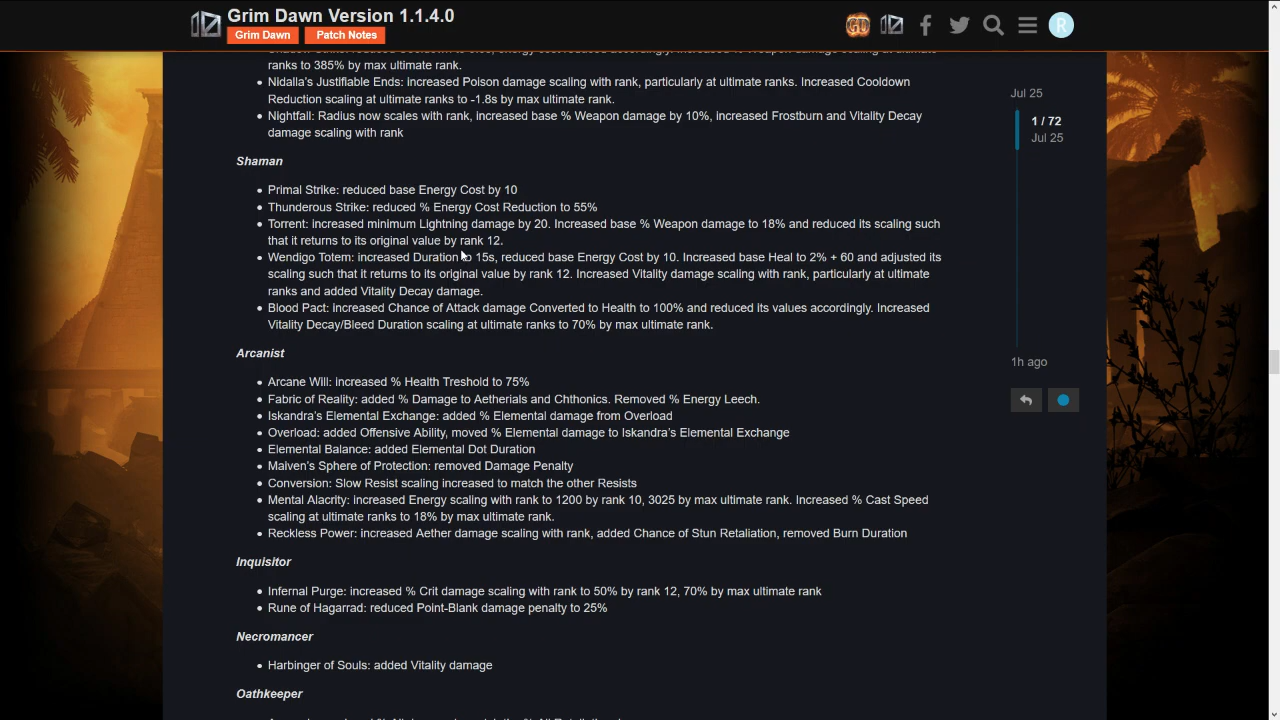 Grim Dawn Version 1.1.4.0
Grim Dawn Patch Notes
R
ranks to 385% by max ultimate rank.
Nidalla's Justifiable Ends: increased Poison damage scaling with rank, particularly at ultimate ranks. Increased Cooldown
Reduction scaling at ultimate ranks to -1.8s by max ultimate rank.
Nightfall: Radius now scales with rank, increased base % Weapon damage by 10%, increased Frostburn and Vitality Decay
damage scaling with rank
Jul 25
1 / 72
Jul 25
1h ago
Shaman
Primal Strike: reduced base Energy Cost by 10
Thunderous Strike: reduced % Energy Cost Reduction to 55%
Torrent: increased minimum Lightning damage by 20. Increased base % Weapon damage to 18% and reduced its scaling such
that it returns to its original value by rank 12.
Wendigo Totem: increased Duration to 15s, reduced base Energy Cost by 10. Increased base Heal to 2% + 60 and adjusted its
scaling such that it returns to its original value by rank 12. Increased Vitality damage scaling with rank, particularly at ultimate
ranks and added Vitality Decay damage.
Blood Pact: increased Chance of Attack damage Converted to Health to 100% and reduced its values accordingly. Increased
Vitality Decay/Bleed Duration scaling at ultimate ranks to 70% by max ultimate rank.
Arcanist
Arcane Will: increased % Health Treshold to 75%
Fabric of Reality: added % Damage to Aetherials and Chthonics. Removed % Energy Leech.
Iskandra's Elemental Exchange: added % Elemental damage from Overload
Overload: added Offensive Ability, moved % Elemental damage to Iskandra's Elemental Exchange
Elemental Balance: added Elemental Dot Duration
Maiven's Sphere of Protection: removed Damage Penalty
Conversion: Slow Resist scaling increased to match the other Resists
Mental Alacrity: increased Energy scaling with rank to 1200 by rank 10, 3025 by max ultimate rank. Increased % Cast Speed
scaling at ultimate ranks to 18% by max ultimate rank.
Reckless Power: increased Aether damage scaling with rank, added Chance of Stun Retaliation, removed Burn Duration
Inquisitor
Infernal Purge: increased % Crit damage scaling with rank to 50% by rank 12, 70% by max ultimate rank
Rune of Hagarrad: reduced Point-Blank damage penalty to 25%
Necromancer
Harbinger of Souls: added Vitality damage
Oathkeeper